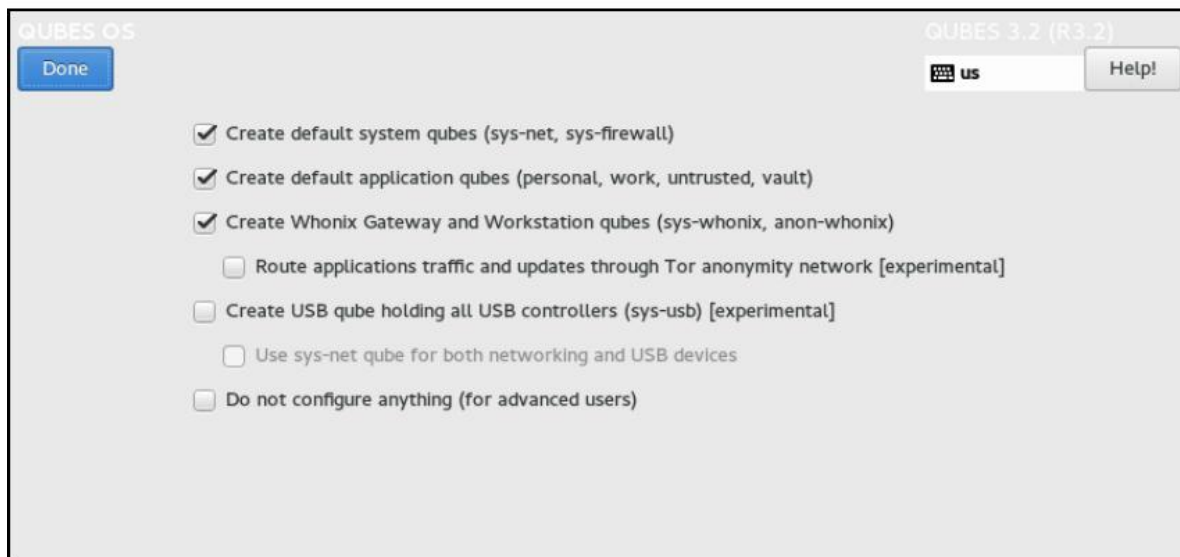 QUBES OS
QUBES 3.2 (R3.2)
Done
us
Help!
Create default system qubes (sys-net, sys-firewall)
Create default application qubes (personal, work, untrusted, vault)
Create Whonix Gateway and Workstation qubes (sys-whonix, anon-whonix)
Route applications traffic and updates through Tor anonymity network [experimental]
Create USB qube holding all USB controllers (sys-usb) [experimental]
Use sys-net qube for both networking and USB devices
Do not configure anything (for advanced users)